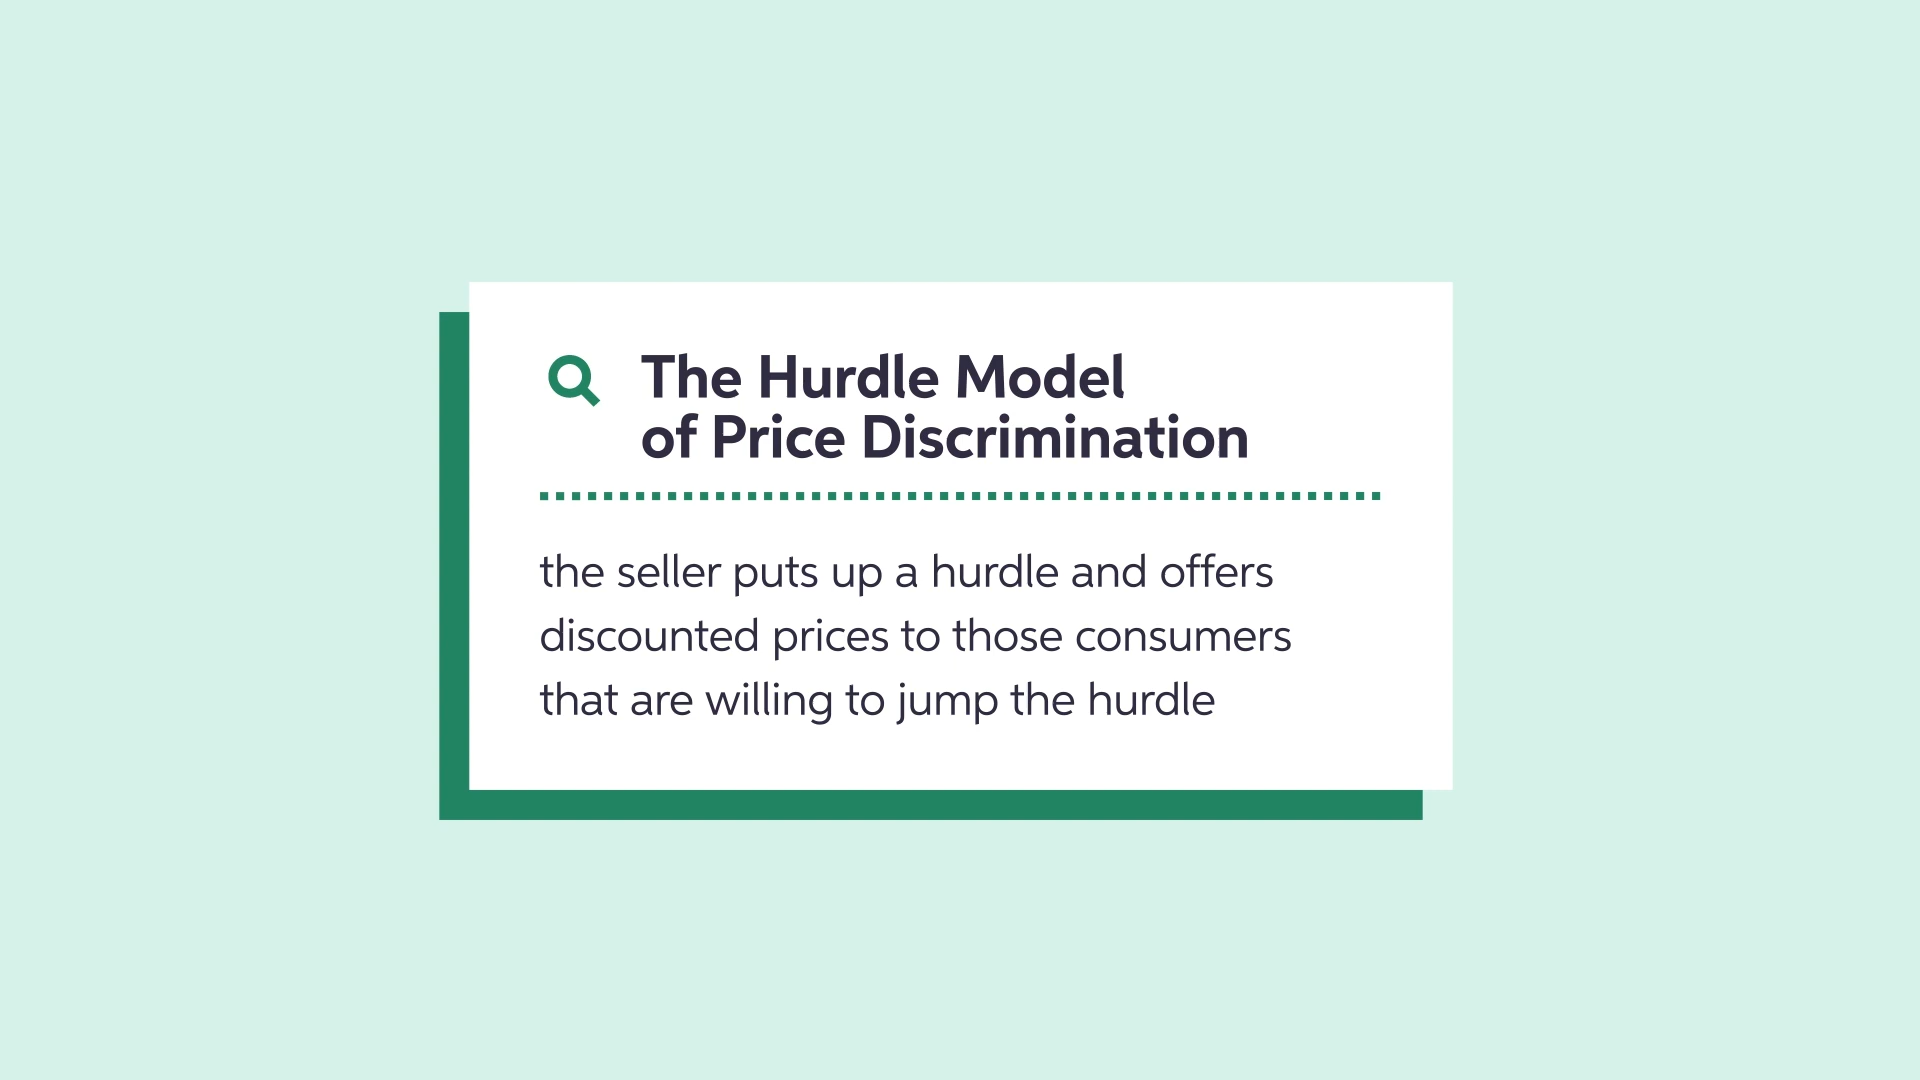 The Hurdle Model
of Price Discrimination
the seller puts up a hurdle and offers
discounted prices to those consumers
that are willing to jump the hurdle